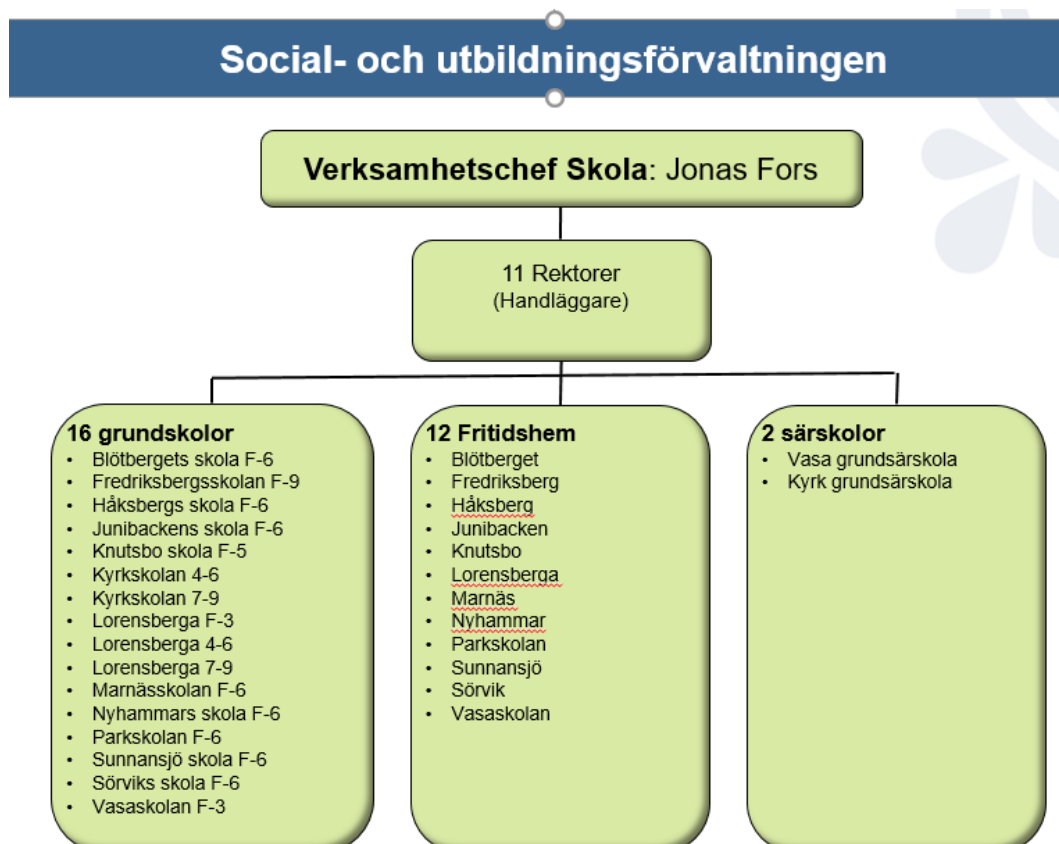 Social- och utbildningsförvaltningen
Verksamhetschef Skola: Jonas Fors
11 Rektorer
(Handläggare)
16 grundskolor
• Blötbergets skola F-6
• Fredriksbergsskolan F-9
• Håksbergs skola F-6
• Junibackens skola F-6
• Knutsbo skola F-5
• Kyrkskolan 4-6
• Kyrkskolan 7-9
• Lorensberga F-3
• Lorensberga 4-6
• Lorensberga 7-9
• Marnässkolan F-6
• Nyhammars skola F-6
• Parkskolan F-6
• Sunnansjö skola F-6
• Sörviks skola F-6
• Vasaskolan F-3
12 Fritidshem
• Blötberget
• Fredriksberg
• Håksberg
• Junibacken
• Knutsbo
• Lorensberga
• Marnäs
• Nyhammar
• Parkskolan
• Sunnansjö
• Sörvik
• Vasaskolan
2 särskolor
• Vasa grundsärskola
• Kyrk grundsärskola